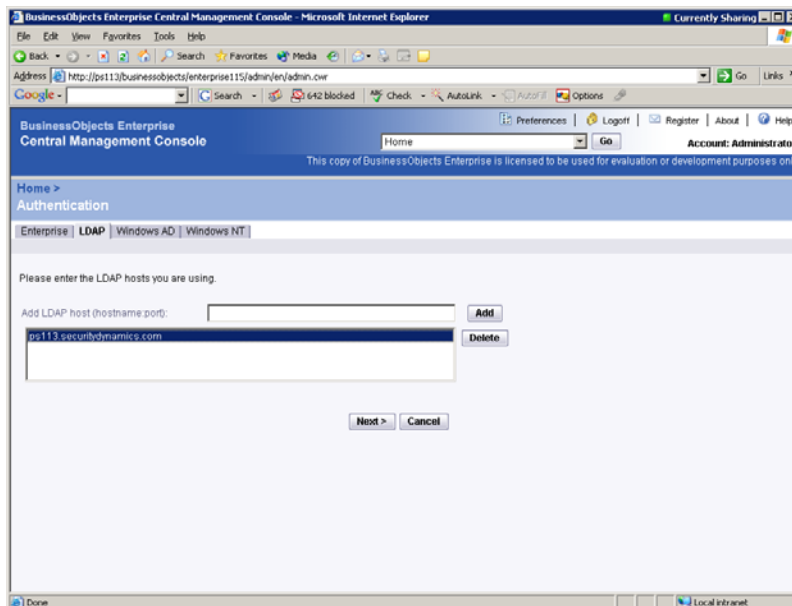 BusinessObjects Enterprise Central Management Console - Microsoft Internet Explorer
Currently Sharing
File Edit View Favorites Tools Help
Back Search Favorites Media
Address http://ps113/businessobjects/enterprise115/admin/en/admin.cwr Go Links
Google - Search 642 blocked Check AutoLink AutoFill Options
Preferences | Logoff | Register | About | Help
BusinessObjects Enterprise
Central Management Console
Home Go
Account: Administrato
This copy of BusinessObjects Enterprise is licensed to be used for evaluation or development purposes onl
Home >
Authentication
Enterprise | LDAP | Windows AD | Windows NT |
Please enter the LDAP hosts you are using.
Add LDAP host (hostname:port): Add
ps113.securitydynamics.com
Delete
Next > Cancel
Done Local intranet